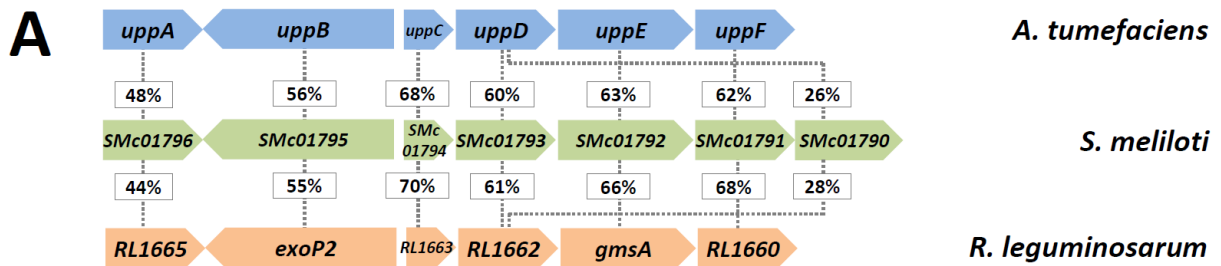 A
uppA uppB uppC uppD uppE uppF A. tumefaciens
48% 56% 68% 60% 63% 62% 26%
SMc01796 SMc01795 SMc 01794 SMc01793 SMc01792 SMc01791 SMc01790 S. meliloti
44% 55% 70% 61% 66% 68% 28%
RL1665 exoP2 RL1663 RL1662 gmsA RL1660 R. leguminosarum